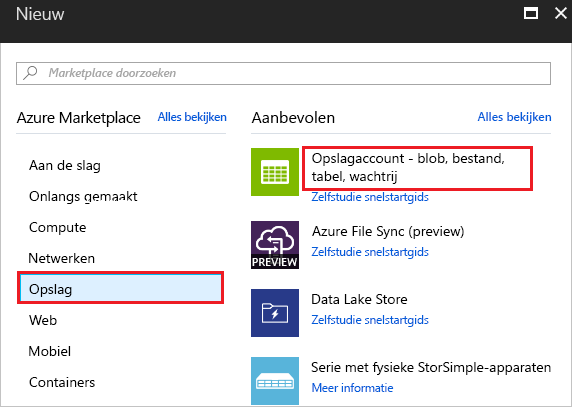 Nieuw
Marketplace doorzoeken
Azure Marketplace
Alles bekijken
Aan de slag
Onlangs gemaakt
Compute
Netwerken
Opslag
Web
Mobiel
Containers
Aanbevolen
Alles bekijken
Opslagaccount - blob, bestand,
tabel, wachtrij
Zelfstudie snelstartgids
Azure File Sync (preview)
PREVIEW
Zelfstudie snelstartgids
Data Lake Store
Zelfstudie snelstartgids
Serie met fysieke StorSimple-apparaten
Meer informatie